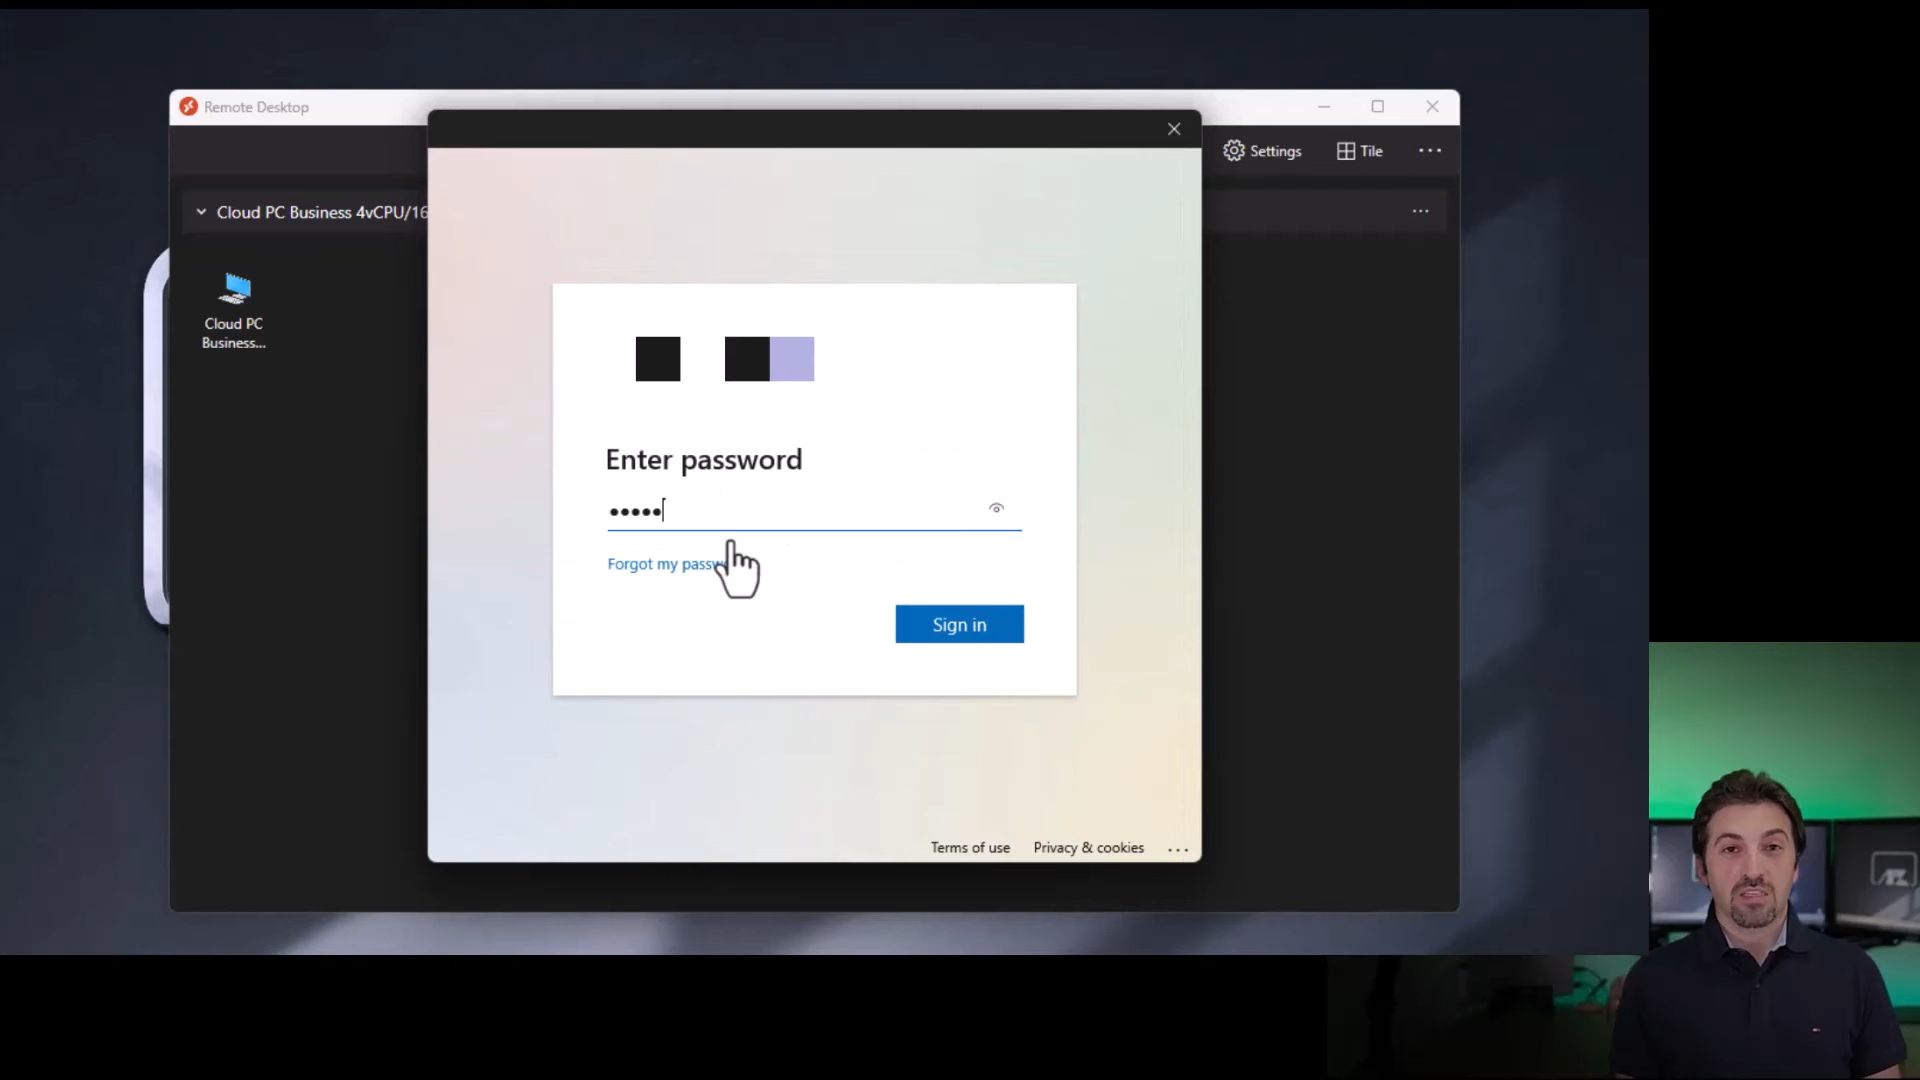 Remote Desktop
Settings
Tile
Cloud PC Business 4vCPU/16
Cloud PC
Business...
Enter password
Forgot my passw
Sign in
Terms of use
Privacy & cookies